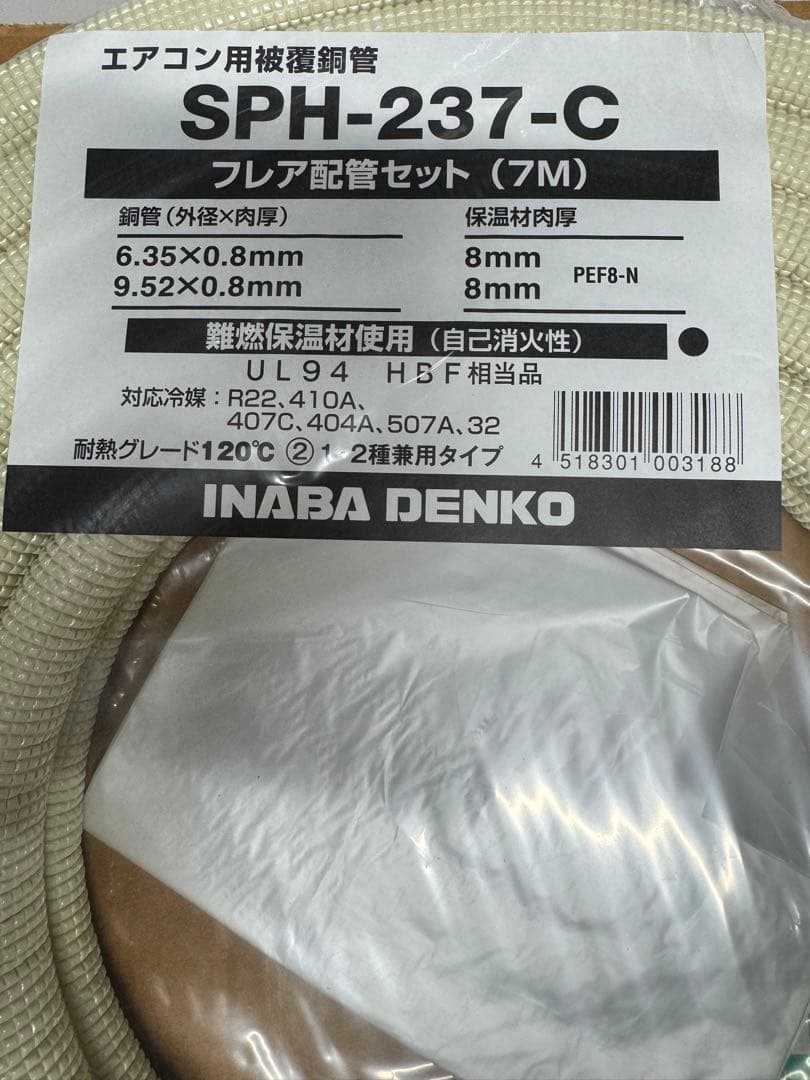 エアコン用被覆銅管
SPH-237-C
フレア配管セット（7M）
銅管（外径×肉厚） 保温材肉厚
6.35×0.8mm 8mm
9.52×0.8mm 8mm PEF8-N
難燃保温材使用（自己消火性）
UL94 HBF相当品
対応冷媒：R22、410A、
407C、404A、507A、32
耐熱グレード120℃ ② 1・2種兼用タイプ
4 518301 003188
INABA DENKO